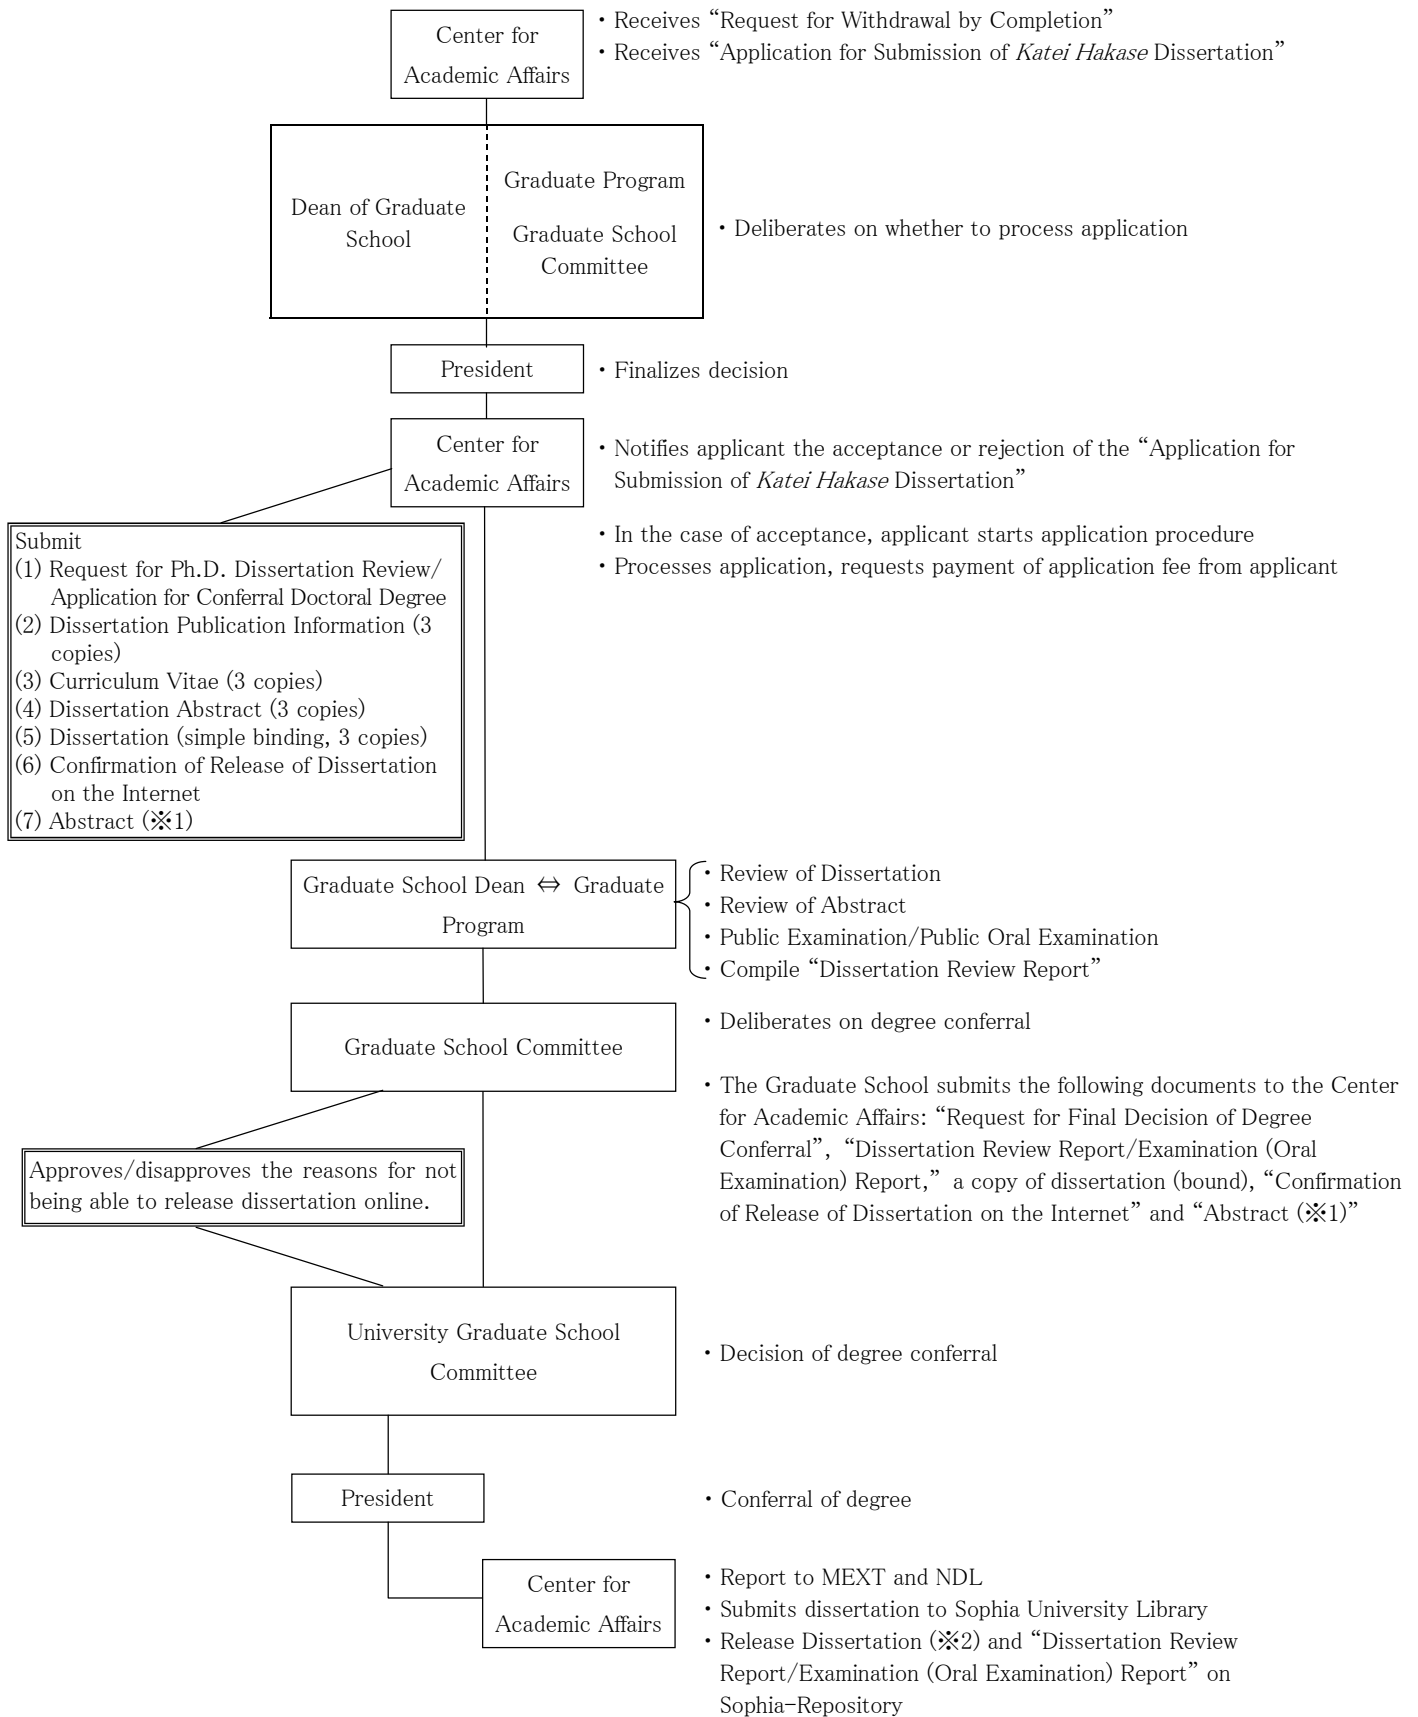 Center for
Academic Affairs
・Receives “Request for Withdrawal by Completion”
・Receives “Application for Submission of Katei Hakase Dissertation”
Dean of Graduate
School
Graduate Program
Graduate School
Committee
・Deliberates on whether to process application
President
・Finalizes decision
Center for
Academic Affairs
・Notifies applicant the acceptance or rejection of the “Application for
Submission of Katei Hakase Dissertation”
・In the case of acceptance, applicant starts application procedure
・Processes application, requests payment of application fee from applicant
Submit
(1) Request for Ph.D. Dissertation Review/
Application for Conferral Doctoral Degree
(2) Dissertation Publication Information (3
copies)
(3) Curriculum Vitae (3 copies)
(4) Dissertation Abstract (3 copies)
(5) Dissertation (simple binding, 3 copies)
(6) Confirmation of Release of Dissertation
on the Internet
(7) Abstract (※1)
Graduate School Dean ⇔ Graduate
Program
・Review of Dissertation
・Review of Abstract
・Public Examination/Public Oral Examination
・Compile “Dissertation Review Report”
Graduate School Committee
・Deliberates on degree conferral
・The Graduate School submits the following documents to the Center
for Academic Affairs: “Request for Final Decision of Degree
Conferral”, “Dissertation Review Report/Examination (Oral
Examination) Report,” a copy of dissertation (bound), “Confirmation
of Release of Dissertation on the Internet” and “Abstract (※1)”
Approves/disapproves the reasons for not
being able to release dissertation online.
University Graduate School
Committee
・Decision of degree conferral
President
・Conferral of degree
Center for
Academic Affairs
・Report to MEXT and NDL
・Submits dissertation to Sophia University Library
・Release Dissertation (※2) and “Dissertation Review
Report/Examination (Oral Examination) Report” on
Sophia-Repository